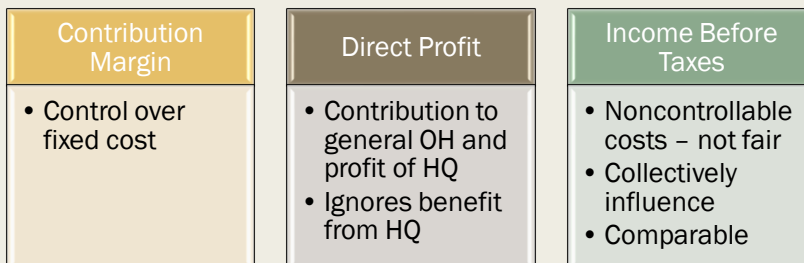 Contribution
Margin
• Control over
fixed cost
Direct Profit
• Contribution to
general OH and
profit of HQ
• Ignores benefit
from HQ
Income Before
Taxes
• Noncontrollable
costs – not fair
• Collectively
influence
• Comparable